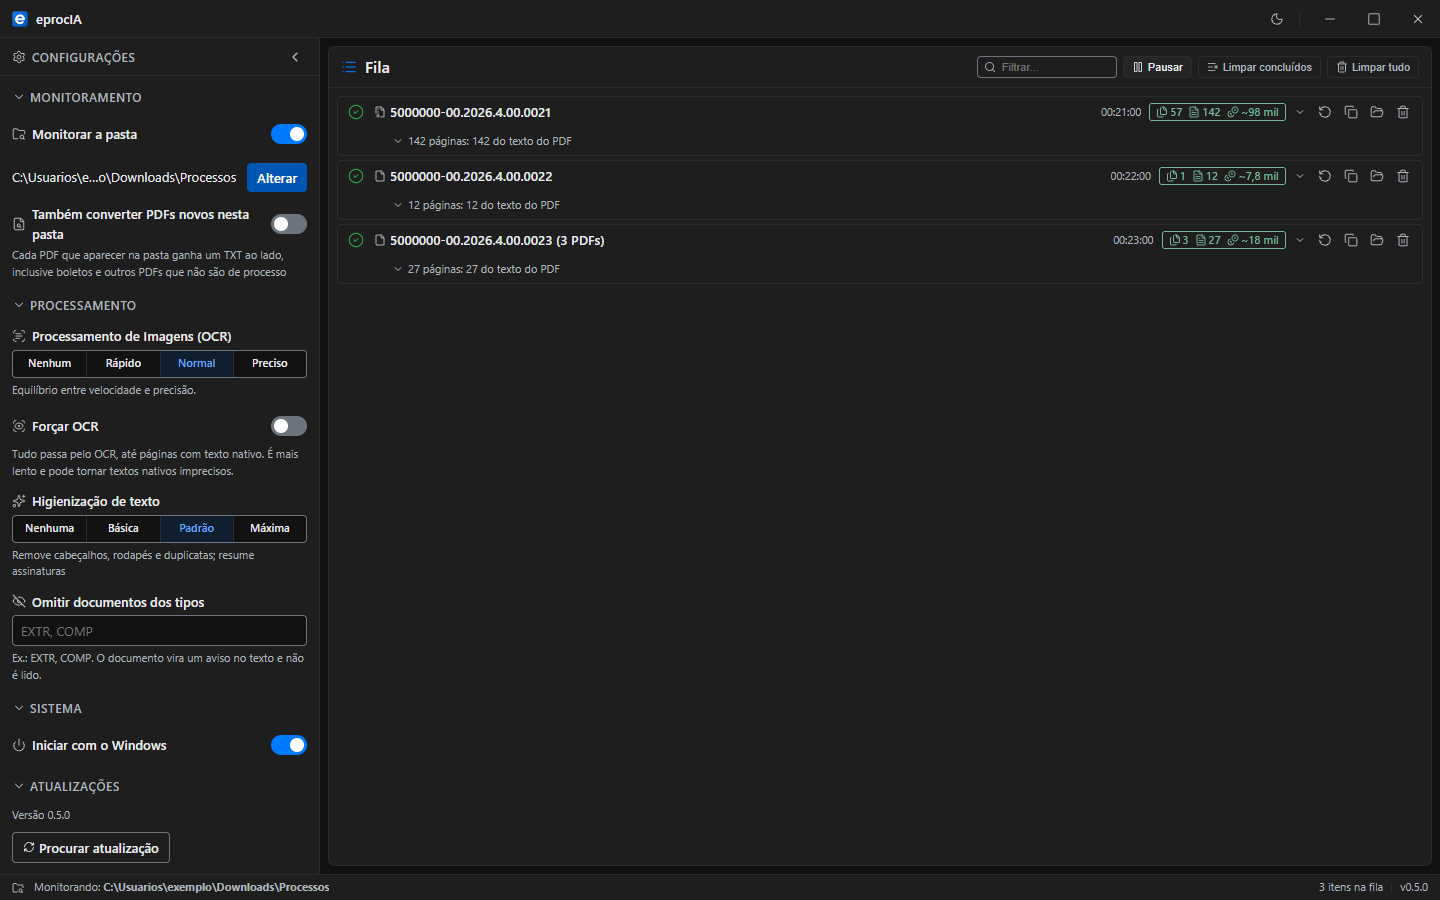 eprocIA
CONFIGURAÇÕES
MONITORAMENTO
Monitorar a pasta
C:\Usuarios\e...o\Downloads\Processos
Alterar
Também converter PDFs novos nesta
pasta
Cada PDF que aparecer na pasta ganha um TXT ao lado,
inclusive boletos e outros PDFs que não são de processo
PROCESSAMENTO
Processamento de Imagens (OCR)
Nenhum Rápido Normal Preciso
Equilíbrio entre velocidade e precisão.
Forçar OCR
Tudo passa pelo OCR, até páginas com texto nativo. É mais
lento e pode tornar textos nativos imprecisos.
Higienização de texto
Nenhuma Básica Padrão Máxima
Remove cabeçalhos, rodapés e duplicatas; resume
assinaturas
Omitir documentos dos tipos
EXTR, COMP
Ex.: EXTR, COMP. O documento vira um aviso no texto e não
é lido.
SISTEMA
Iniciar com o Windows
ATUALIZAÇÕES
Versão 0.5.0
Procurar atualização
Fila
Filtrar...
Pausar
Limpar concluídos
Limpar tudo
5000000-00.2026.4.00.0021
00:21:00 57 142 ~98 mil
142 páginas: 142 do texto do PDF
5000000-00.2026.4.00.0022
00:22:00 1 12 ~7,8 mil
12 páginas: 12 do texto do PDF
5000000-00.2026.4.00.0023 (3 PDFs)
00:23:00 3 27 ~18 mil
27 páginas: 27 do texto do PDF
Monitorando: C:\Usuarios\exemplo\Downloads\Processos
3 itens na fila
v0.5.0